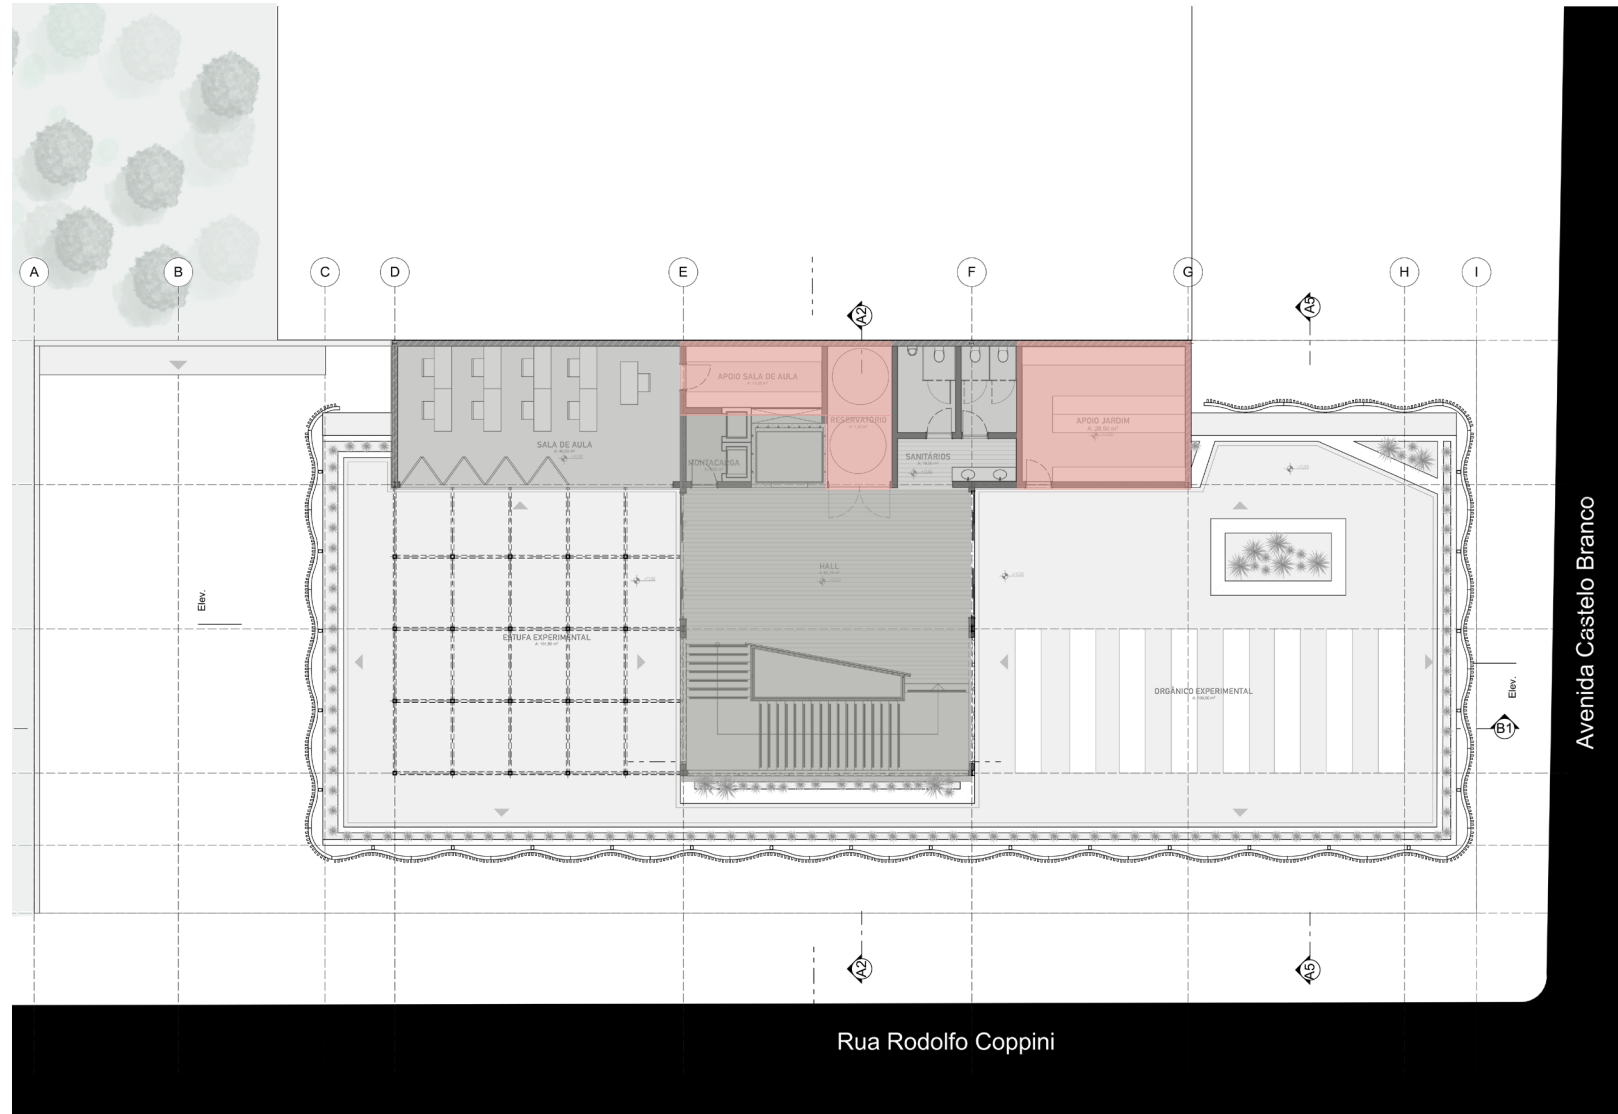 A
B
C
D
E
F
G
H
I
A2
A5
APOIO SALA DE AULA
RESERVATÓRIO
APOIO JARDIM
SALA DE AULA
MONTACARGA
SANITÁRIOS
HALL
Elev.
ESTUFA EXPERIMENTAL
ORGÂNICO EXPERIMENTAL
Elev.
B1
Avenida Castelo Branco
A2
A5
Rua Rodolfo Coppini